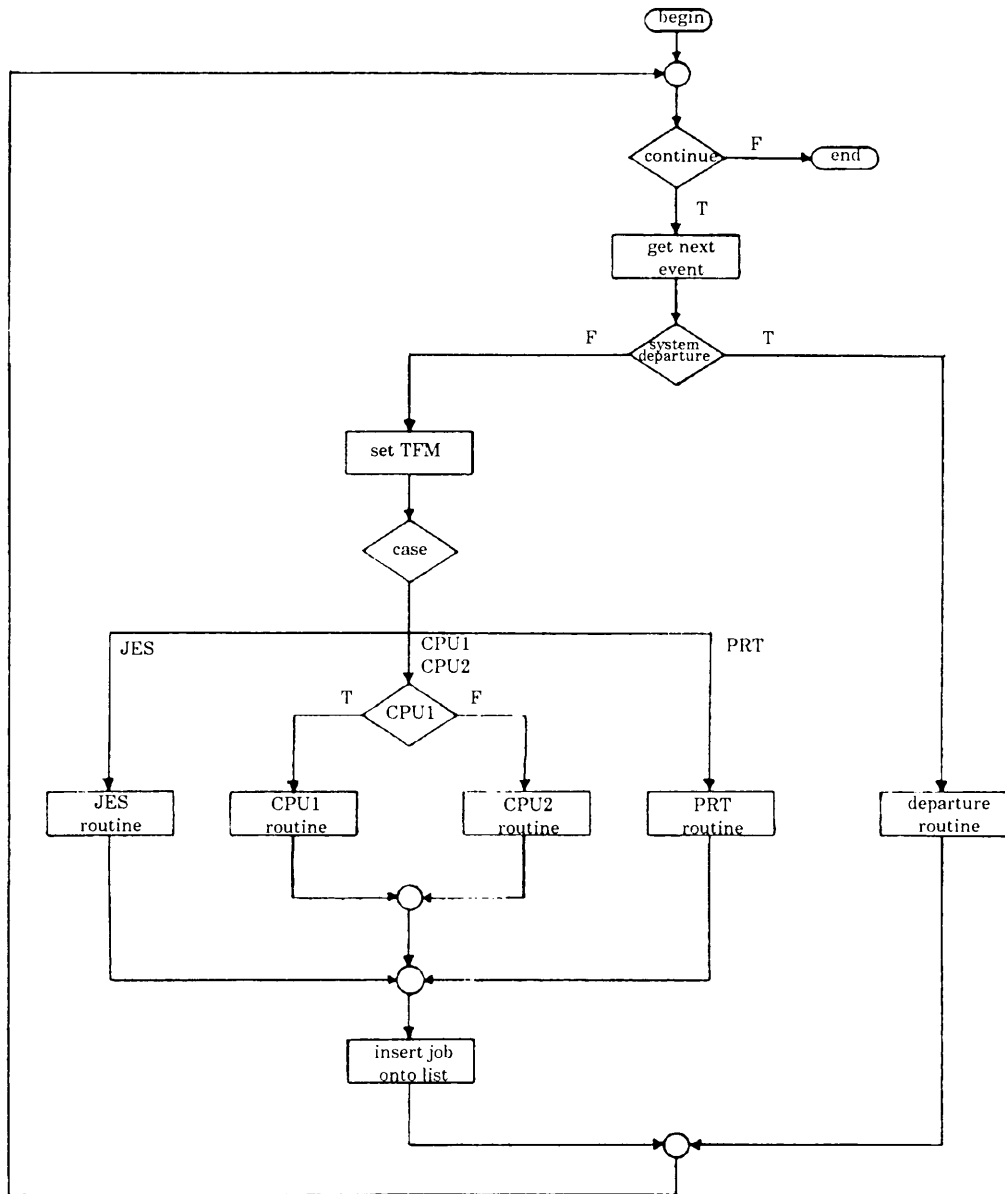 begin
continue
F
end
T
get next
event
F
system
departure
T
set TFM
case
JES
CPU1
CPU2
PRT
T
CPU1
F
JES
routine
CPU1
routine
CPU2
routine
PRT
routine
departure
routine
insert job
onto list